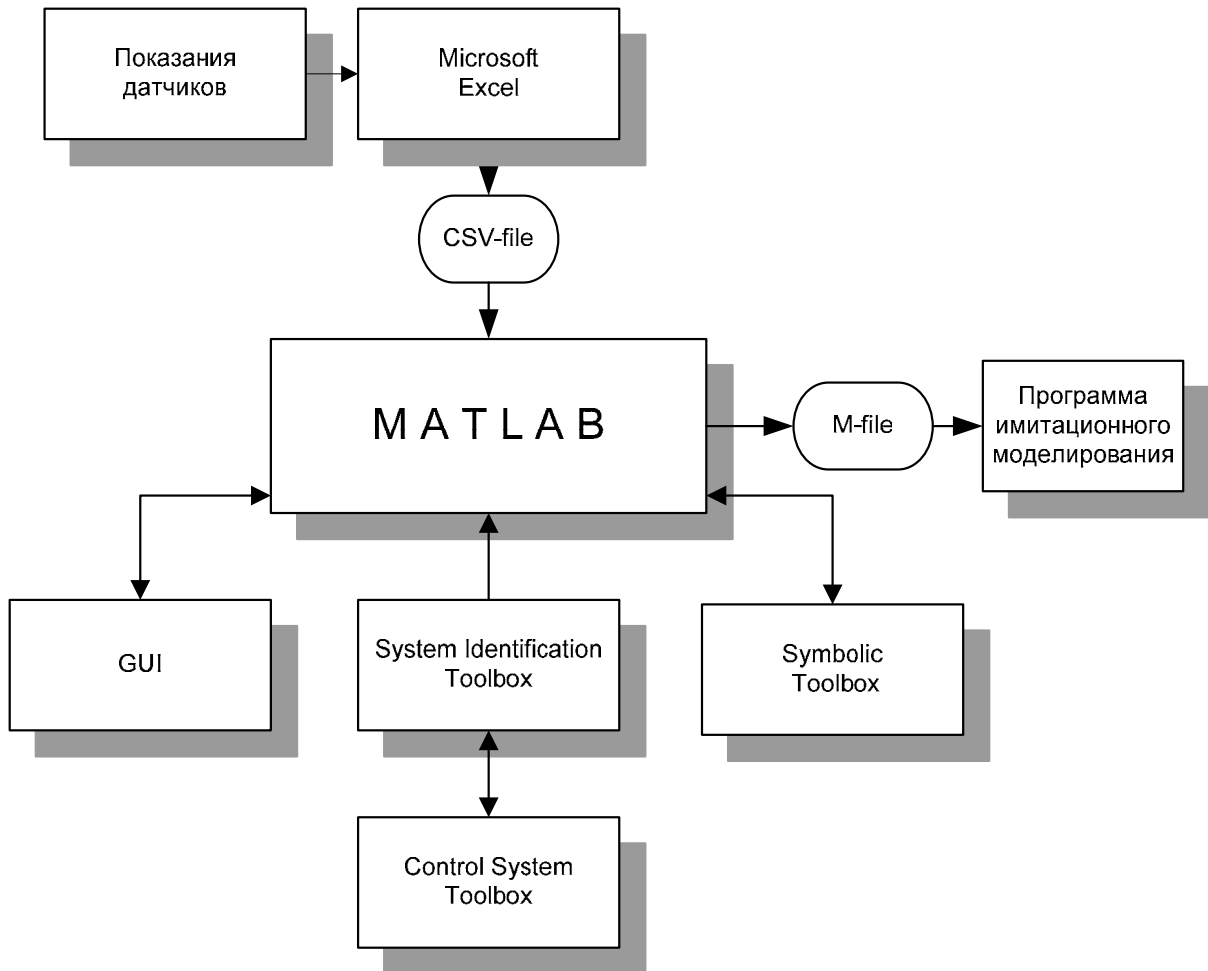 Показания
датчиков
Microsoft
Excel
CSV-file
M A T L A B
M-file
Программа
имитационного
моделирования
GUI
System Identification
Toolbox
Symbolic
Toolbox
Control System
Toolbox